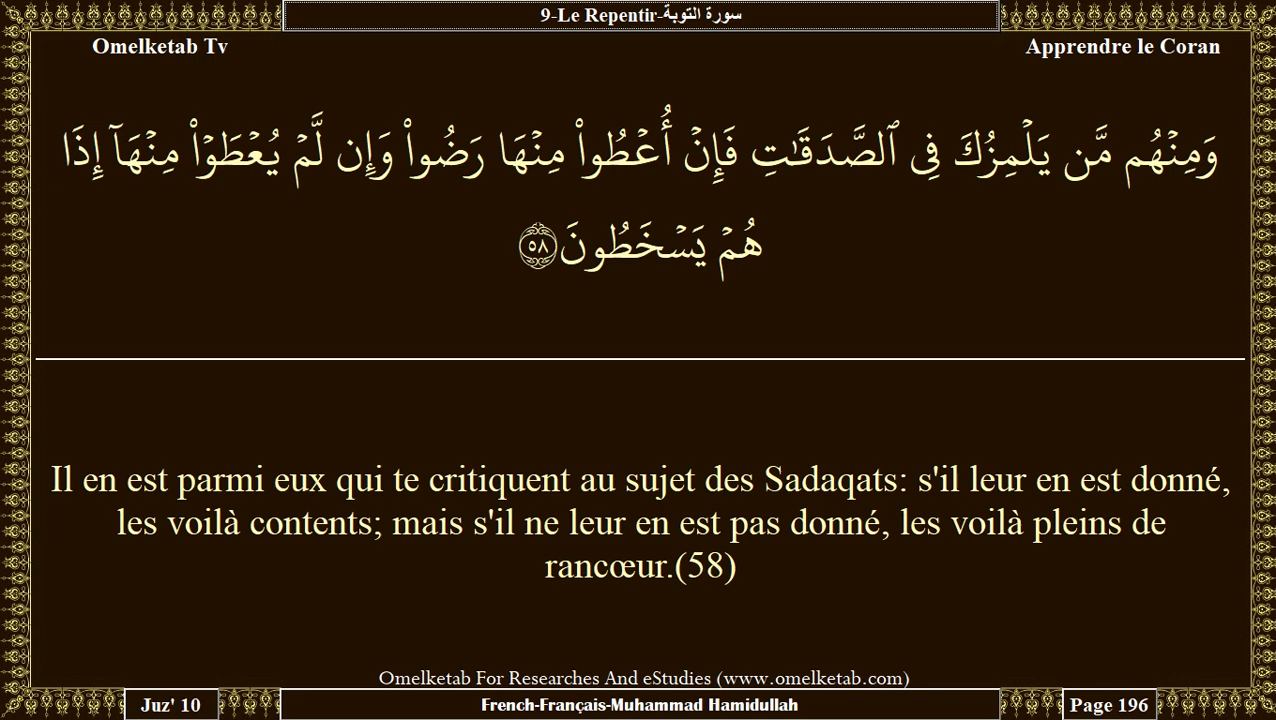 9-Le Repentir-سورة التوبة
Omelketab Tv
Apprendre le Coran
وَمِنۡهُم مَّن يَلۡمِزُكَ فِي ٱلصَّدَقَٰتِ فَإِنۡ أُعۡطُواْ مِنۡهَا رَضُواْ وَإِن لَّمۡ يُعۡطَوۡاْ مِنۡهَآ إِذَا
هُمۡ يَسۡخَطُونَ ٥٨
Il en est parmi eux qui te critiquent au sujet des Sadaqats: s'il leur en est donné,
les voilà contents; mais s'il ne leur en est pas donné, les voilà pleins de
rancœur.(58)
Omelketab For Researches And eStudies (www.omelketab.com)
Juz' 10
French-Français-Muhammad Hamidullah
Page 196